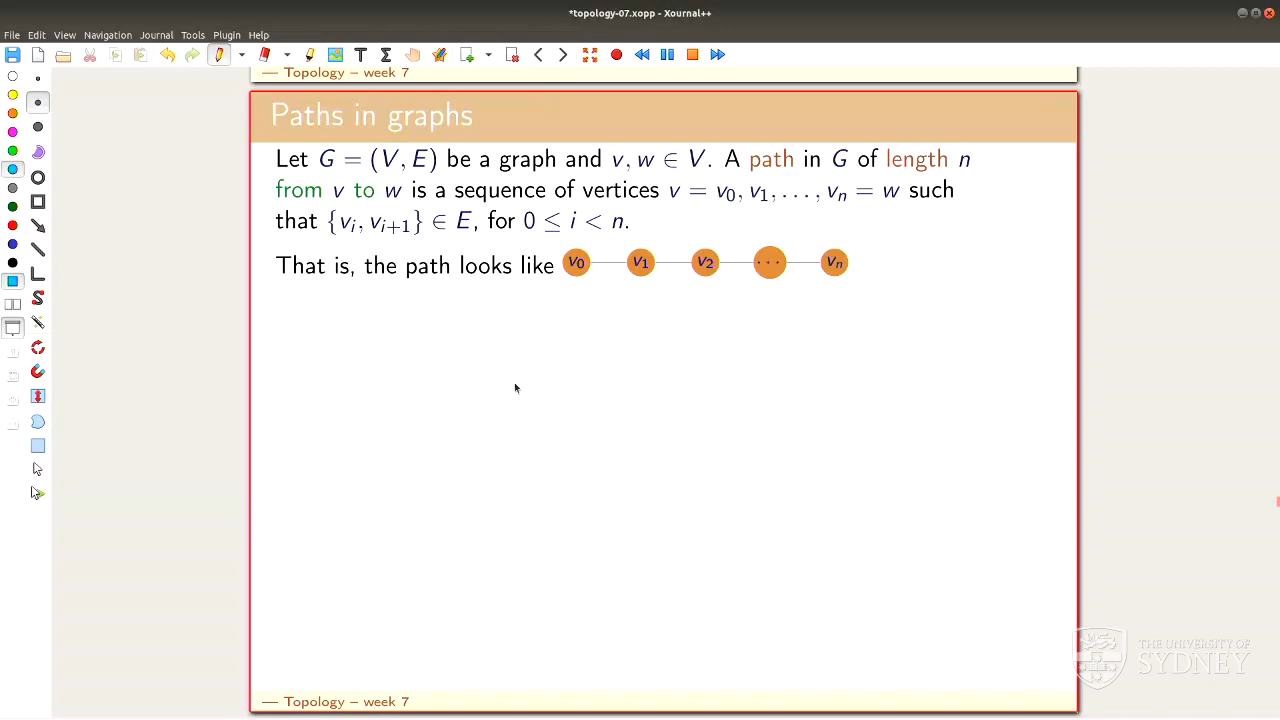 *topology-07.xopp - Xournal++
File Edit View Navigation Journal Tools Plugin Help
— Topology – week 7
Paths in graphs
Let G = (V, E) be a graph and v, w ∈ V. A path in G of length n
from v to w is a sequence of vertices v = v₀, v₁, . . . , vₙ = w such
that {vᵢ, vᵢ₊₁} ∈ E, for 0 ≤ i < n.
That is, the path looks like v₀ v₁ v₂ · · · vₙ
THE UNIVERSITY OF
SYDNEY
— Topology – week 7